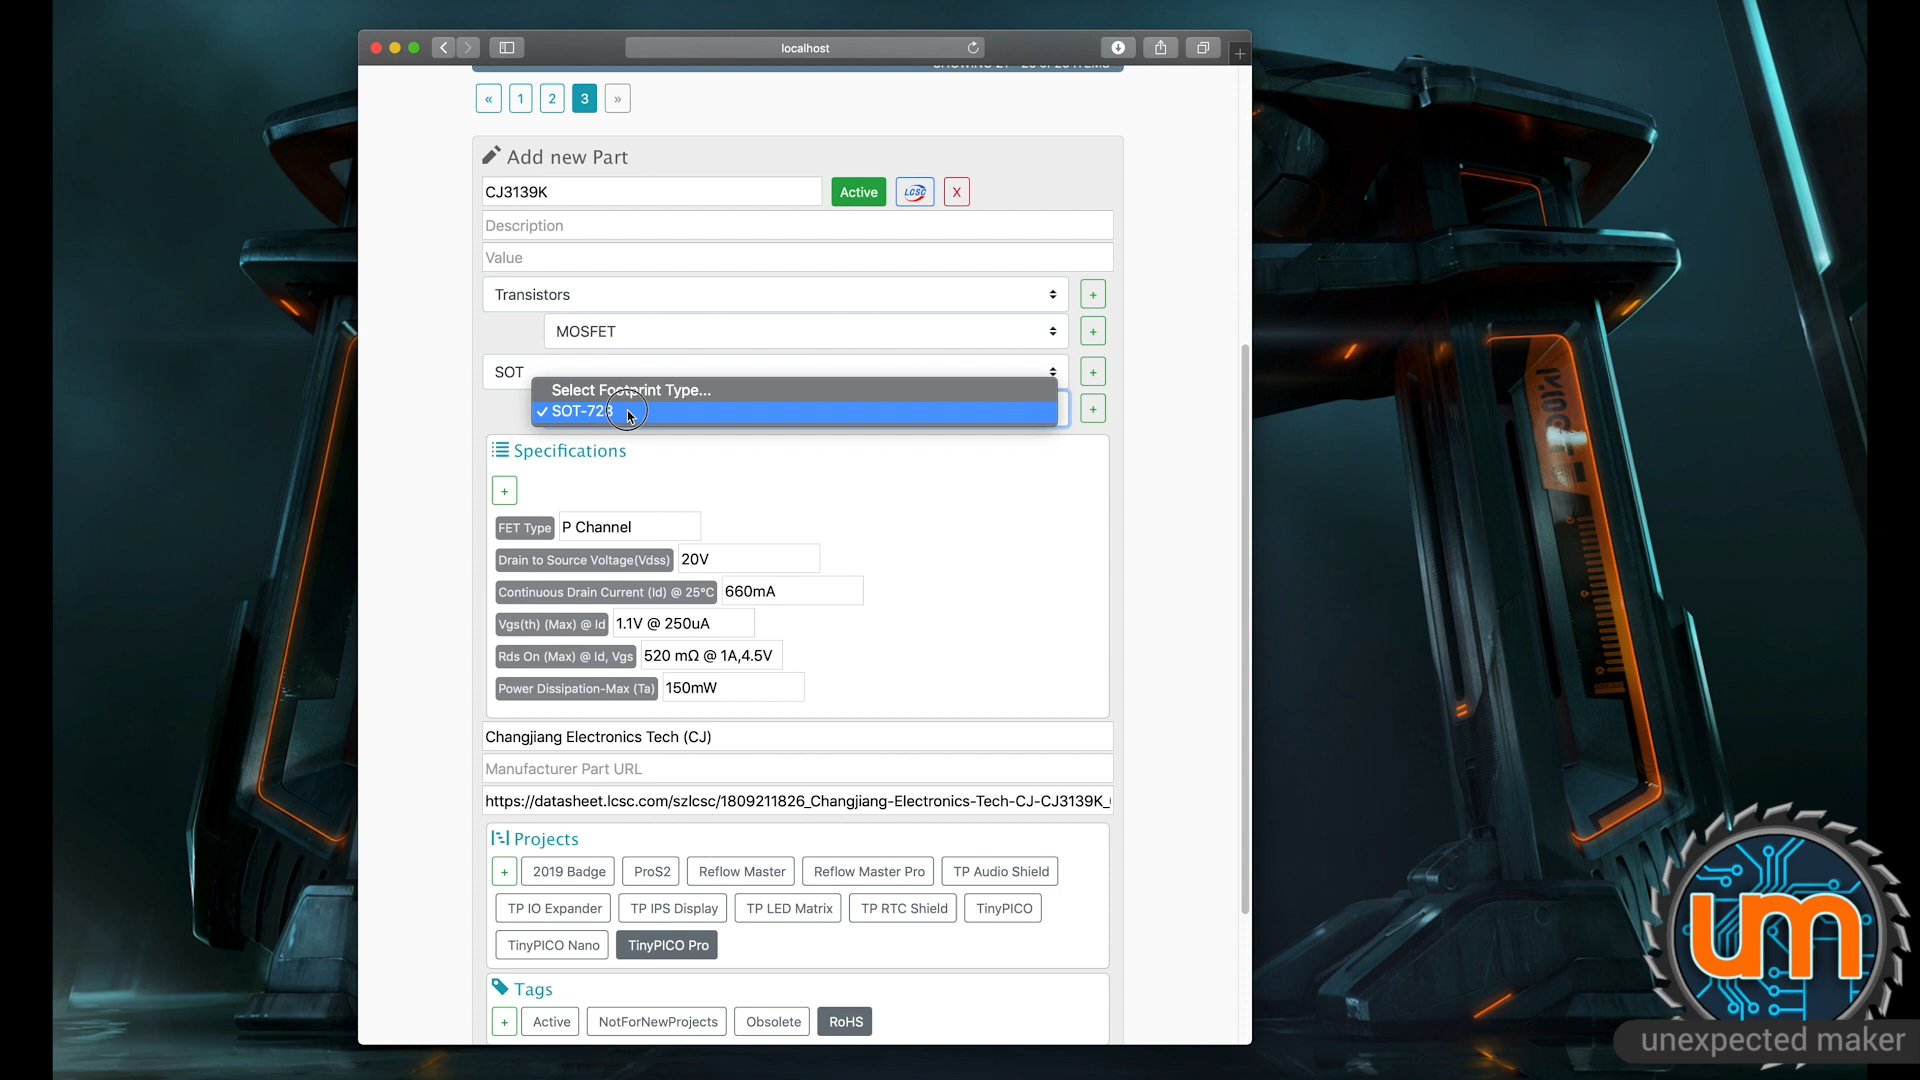 localhost
« 1 2 3 »
Add new Part
CJ3139K Active LCSC X
Description
Value
Transistors +
MOSFET +
SOT +
Select Footprint Type...
✓ SOT-723 +
Specifications
+
FET Type P Channel
Drain to Source Voltage(Vdss) 20V
Continuous Drain Current (Id) @ 25°C 660mA
Vgs(th) (Max) @ Id 1.1V @ 250uA
Rds On (Max) @ Id, Vgs 520 mΩ @ 1A,4.5V
Power Dissipation-Max (Ta) 150mW
Changjiang Electronics Tech (CJ)
Manufacturer Part URL
https://datasheet.lcsc.com/szlcsc/1809211826_Changjiang-Electronics-Tech-CJ-CJ3139K_
Projects
+ 2019 Badge ProS2 Reflow Master Reflow Master Pro TP Audio Shield
TP IO Expander TP IPS Display TP LED Matrix TP RTC Shield TinyPICO
TinyPICO Nano TinyPICO Pro
Tags
+ Active NotForNewProjects Obsolete RoHS
um
unexpected maker